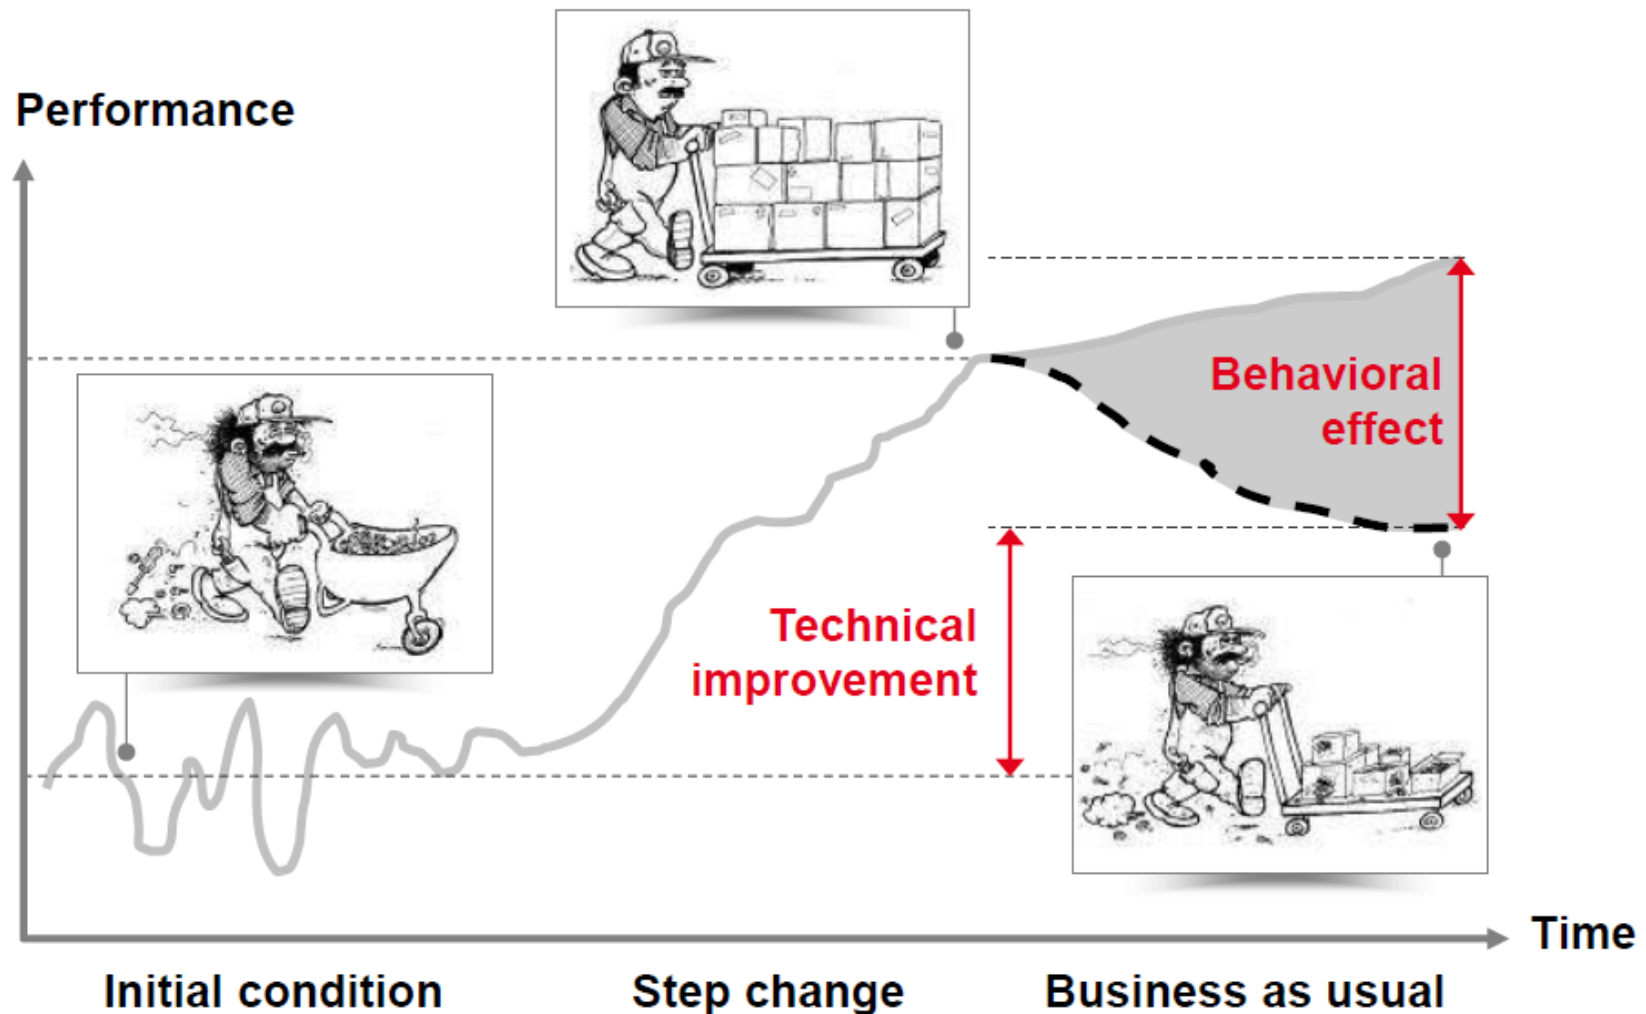 Performance
Behavioral
effect
Technical
improvement
Time
Initial condition
Step change
Business as usual